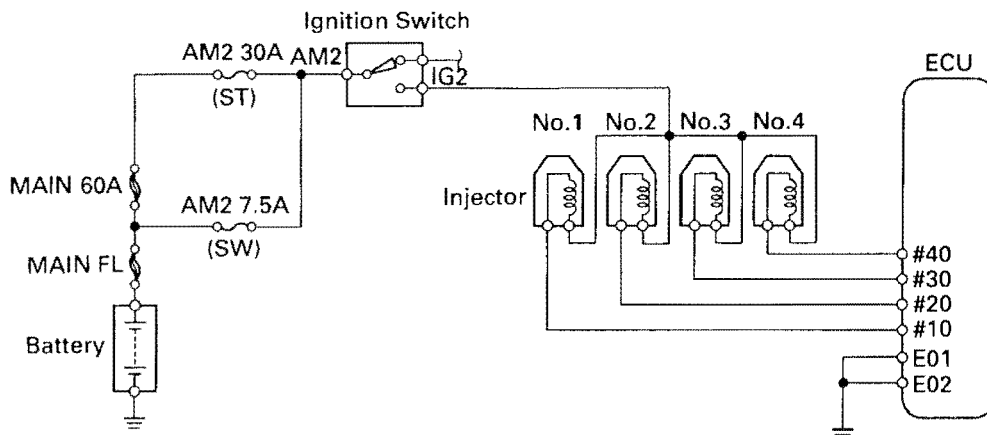 Ignition Switch
AM2 30A
(ST)
AM2
IG2
ECU
No.1 No.2 No.3 No.4
MAIN 60A
AM2 7.5A
(SW)
Injector
MAIN FL
Battery
#40
#30
#20
#10
E01
E02